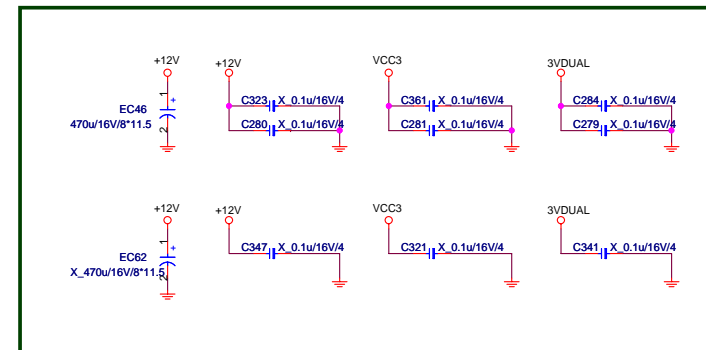 +12V
1
+
EC46
470u/16V/8*11.5
2
+12V
C323 X_0.1u/16V/4
C280 X_0.1u/16V/4
VCC3
C361 X_0.1u/16V/4
C281 X_0.1u/16V/4
3VDUAL
C284 X_0.1u/16V/4
C279 X_0.1u/16V/4
+12V
1
+
EC62
X_470u/16V/8*11.5
2
+12V
C347 X_0.1u/16V/4
VCC3
C321 X_0.1u/16V/4
3VDUAL
C341 X_0.1u/16V/4